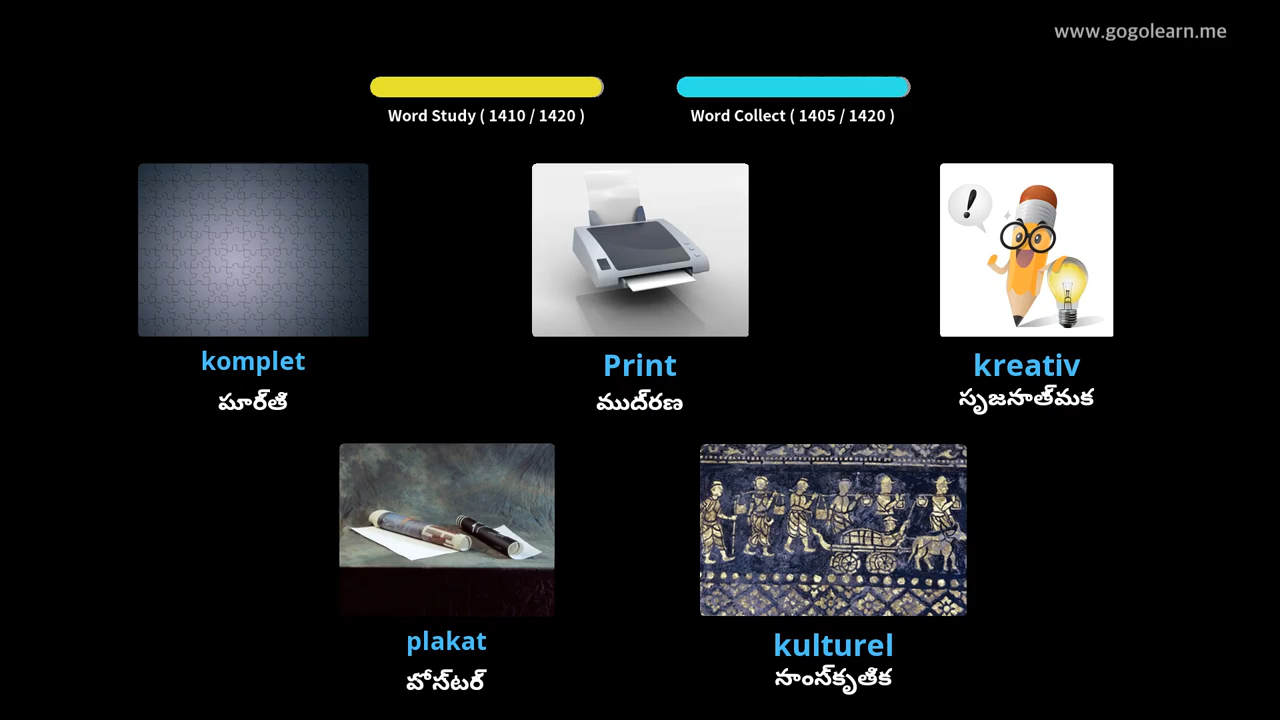 www.gogolearn.me
Word Study ( 1410 / 1420 )
Word Collect ( 1405 / 1420 )
komplet
పూర్‌తి
Print
ముద్‌రణ
kreativ
సృజనాత్‌మక
plakat
పోస్‌టర్
kulturel
సాంస్‌కృతిక